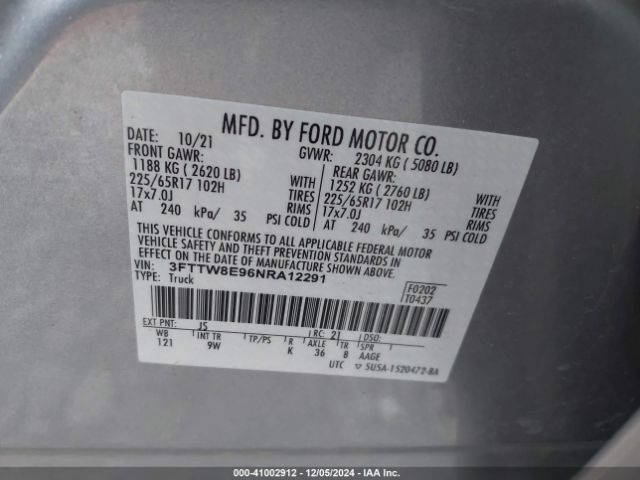 MFD. BY FORD MOTOR CO.
DATE: 10/21 GVWR: 2304 KG ( 5080 LB)
FRONT GAWR: REAR GAWR:
1188 KG ( 2620 LB) WITH 1252 KG ( 2760 LB) WITH
225/65R17 102H TIRES 225/65R17 102H TIRES
17x7.0J RIMS 17x7.0J RIMS
AT 240 kPa/ 35 PSI COLD AT 240 kPa/ 35 PSI COLD
THIS VEHICLE CONFORMS TO ALL APPLICABLE FEDERAL MOTOR
VEHICLE SAFETY AND THEFT PREVENTION STANDARDS IN
EFFECT ON THE DATE OF MANUFACTURE SHOWN ABOVE.
VIN: 3FTTW8E96NRA12291
TYPE: Truck
F0202
T0437
EXT PNT: JS RC: 21 DSO:
WB INT TR TP/PS R AXLE TR SPR
121 9W K 36 B AAGE
UTC ▽ 5U5A-1520472-BA
000-41002912 - 12/05/2024 - IAA Inc.